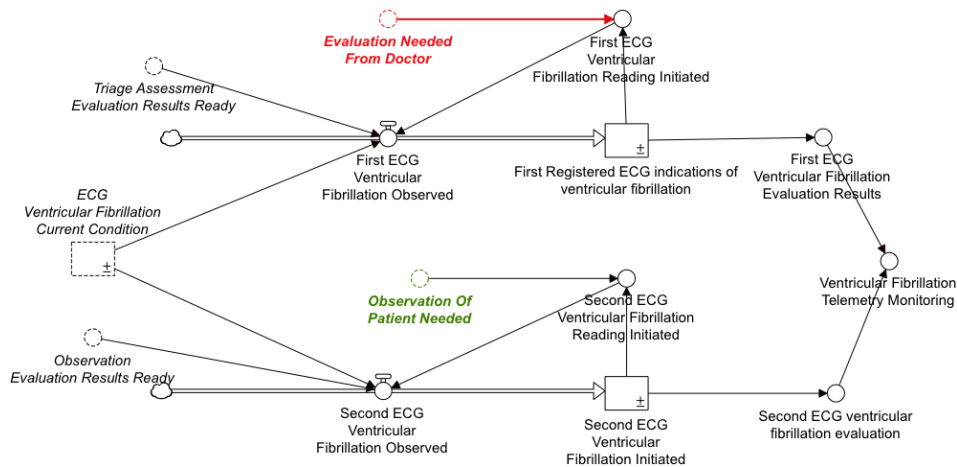 Evaluation Needed
From Doctor
First ECG
Ventricular
Fibrillation Reading Initiated
Triage Assessment
Evaluation Results Ready
First ECG
Ventricular
Fibrillation Observed
±
First Registered ECG indications of
ventricular fibrillation
First ECG
Ventricular Fibrillation
Evaluation Results
ECG
Ventricular Fibrillation
Current Condition
±
Observation Of
Patient Needed
Second ECG
Ventricular Fibrillation
Reading Initiated
Ventricular Fibrillation
Telemetry Monitoring
Observation
Evaluation Results Ready
Second ECG
Ventricular
Fibrillation Observed
±
Second ECG
Ventricular
Fibrillation Initiated
Second ECG ventricular
fibrillation evaluation